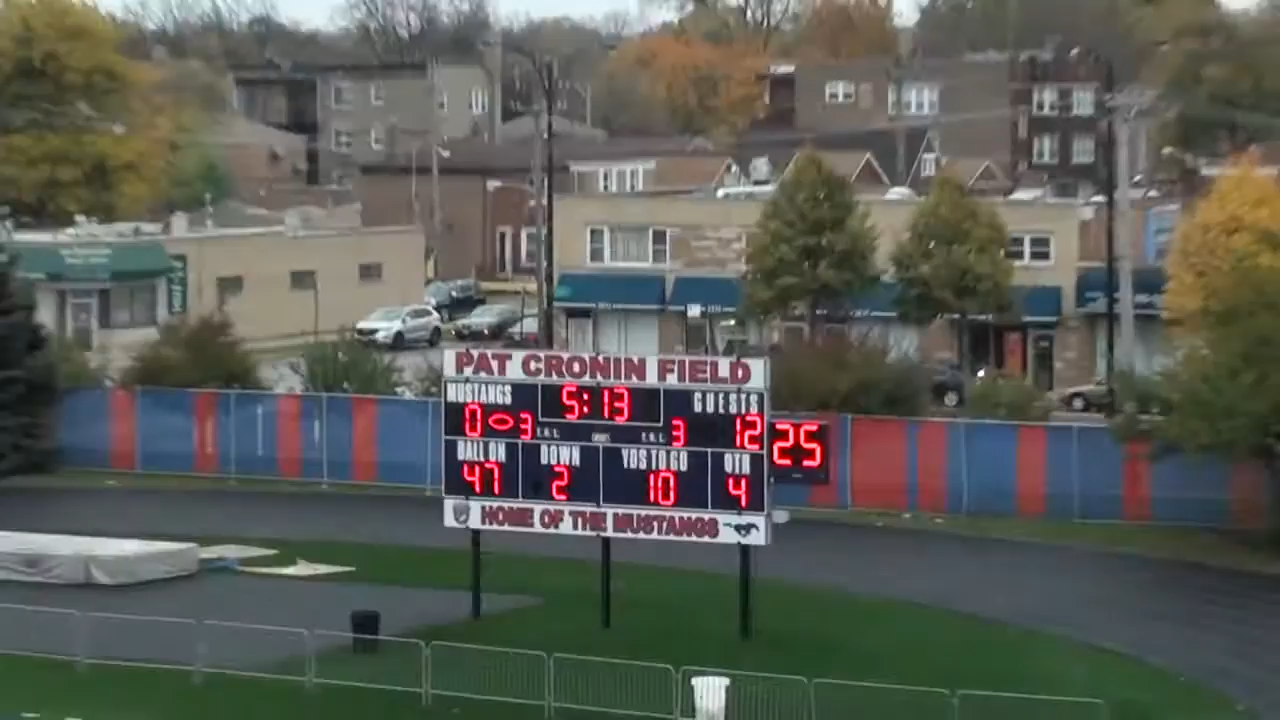 PAT CRONIN FIELD
MUSTANGS 5:13 GUESTS
0 3 T.O.L. T.O.L. 3 12 25
BALL ON DOWN YDS TO GO QTR
47 2 10 4
HOME OF THE MUSTANGS